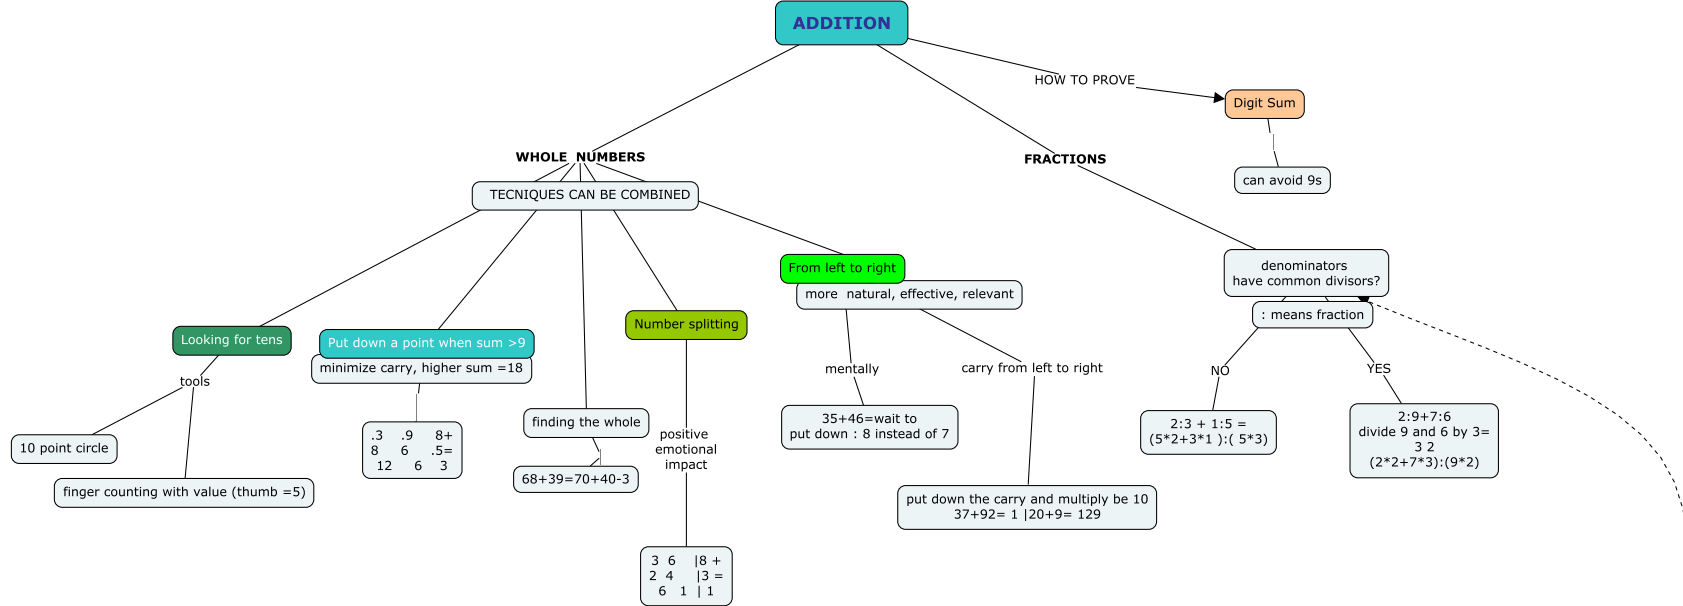 ADDITION
HOW TO PROVE
Digit Sum
can avoid 9s
WHOLE NUMBERS
FRACTIONS
TECNIQUES CAN BE COMBINED
Looking for tens
tools
10 point circle
finger counting with value (thumb =5)
Put down a point when sum >9
minimize carry, higher sum =18
.3 .9 8+
8 6 .5=
12 6 3
finding the whole
68+39=70+40-3
Number splitting
positive
emotional
impact
3 6 |8 +
2 4 |3 =
6 1 | 1
From left to right
more natural, effective, relevant
mentally
35+46=wait to
put down : 8 instead of 7
carry from left to right
put down the carry and multiply be 10
37+92= 1 |20+9= 129
denominators
have common divisors?
: means fraction
NO
2:3 + 1:5 =
(5*2+3*1 ):( 5*3)
YES
2:9+7:6
divide 9 and 6 by 3=
3 2
(2*2+7*3):(9*2)